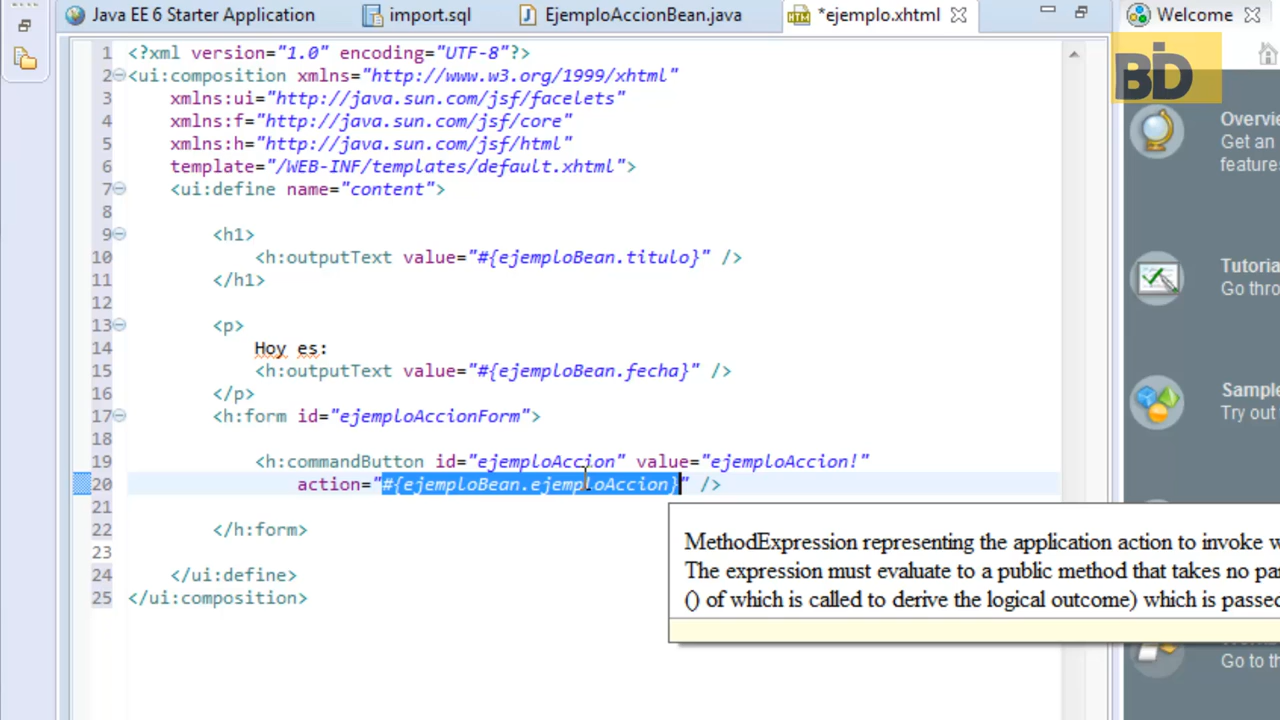 Java EE 6 Starter Application import.sql EjemploAccionBean.java *ejemplo.xhtml Welcome
BD
1 <?xml version="1.0" encoding="UTF-8"?>
2 <ui:composition xmlns="http://www.w3.org/1999/xhtml"
3 xmlns:ui="http://java.sun.com/jsf/facelets"
4 xmlns:f="http://java.sun.com/jsf/core"
5 xmlns:h="http://java.sun.com/jsf/html"
6 template="/WEB-INF/templates/default.xhtml">
7 <ui:define name="content">
8
9 <h1>
10 <h:outputText value="#{ejemploBean.titulo}" />
11 </h1>
12
13 <p>
14 Hoy es:
15 <h:outputText value="#{ejemploBean.fecha}" />
16 </p>
17 <h:form id="ejemploAccionForm">
18
19 <h:commandButton id="ejemploAccion" value="ejemploAccion!"
20 action="#{ejemploBean.ejemploAccion}" />
21
22 </h:form>
23
24 </ui:define>
25 </ui:composition>
MethodExpression representing the application action to invoke
The expression must evaluate to a public method that takes no
() of which is called to derive the logical outcome) which is passed
Get an
Tutoria
Go thro
Sample
Try out
Go to th